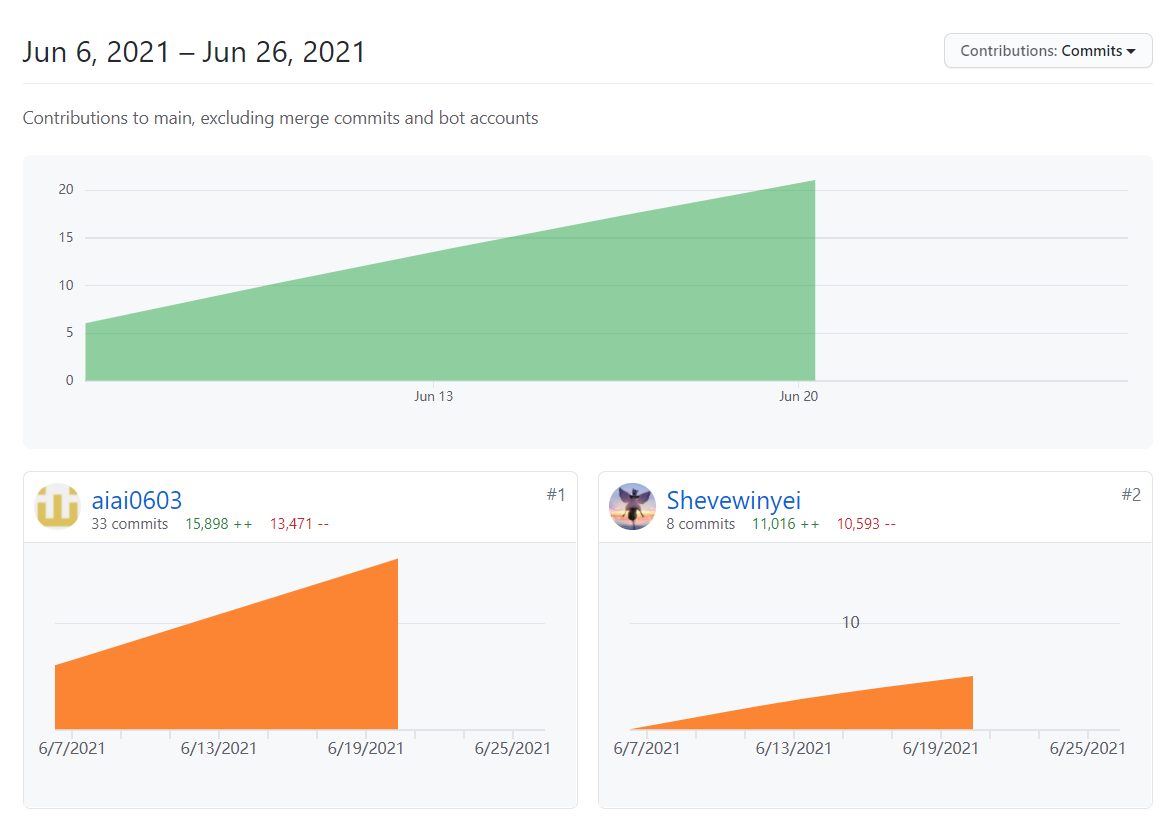 Jun 6, 2021 – Jun 26, 2021
Contributions: Commits
Contributions to main, excluding merge commits and bot accounts
20
15
10
5
0
Jun 13 Jun 20
aiai0603 #1
33 commits 15,898 ++ 13,471 --
6/7/2021 6/13/2021 6/19/2021 6/25/2021
Shevewinyei #2
8 commits 11,016 ++ 10,593 --
10
6/7/2021 6/13/2021 6/19/2021 6/25/2021